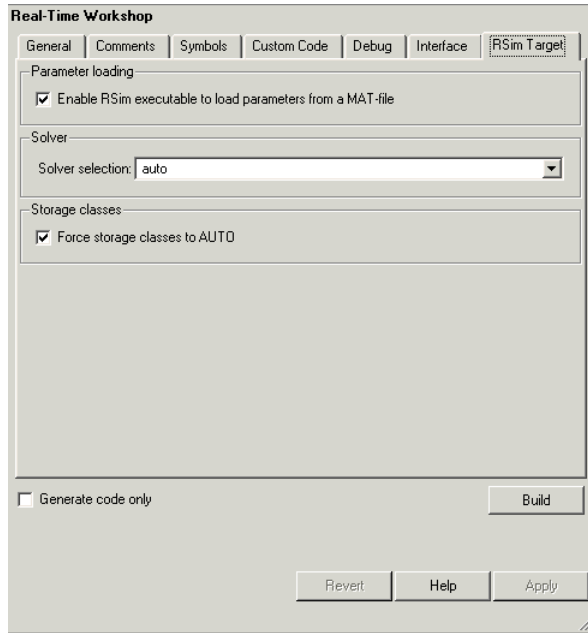 Real-Time Workshop
General Comments Symbols Custom Code Debug Interface RSim Target
Parameter loading
Enable RSim executable to load parameters from a MAT-file
Solver
Solver selection: auto
Storage classes
Force storage classes to AUTO
Generate code only Build
Revert Help Apply